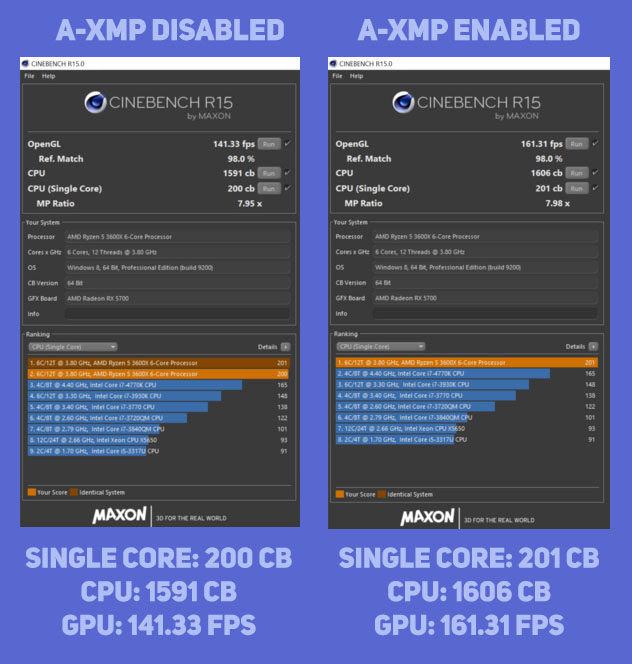 A-XMP DISABLED
CINEBENCH R15.0
File Help
CINEBENCH R15
by MAXON
OpenGL 141.33 fps Run
Ref. Match 98.0 %
CPU 1591 cb Run
CPU (Single Core) 200 cb Run
MP Ratio 7.95 x
Your System
Processor AMD Ryzen 5 3600X 6-Core Processor
Cores x GHz 6 Cores, 12 Threads @ 3.80 GHz
OS Windows 8, 64 Bit, Professional Edition (build 9200)
CB Version 64 Bit
GFX Board AMD Radeon RX 5700
Info
Ranking
CPU (Single Core) Details
1. 6C/12T @ 3.80 GHz, AMD Ryzen 5 3600X 6-Core Processor 201
2. 6C/12T @ 3.80 GHz, AMD Ryzen 5 3600X 6-Core Processor 200
3. 4C/8T @ 4.40 GHz, Intel Core i7-4770K CPU 165
4. 6C/12T @ 3.30 GHz, Intel Core i7-3930K CPU 148
5. 4C/8T @ 3.40 GHz, Intel Core i7-3770 CPU 138
6. 4C/8T @ 2.60 GHz, Intel Core i7-3720QM CPU 122
7. 4C/8T @ 2.79 GHz, Intel Core i7-3840QM CPU 101
8. 12C/24T @ 2.66 GHz, Intel Xeon CPU X5650 93
9. 2C/4T @ 1.70 GHz, Intel Core i5-3317U CPU 91
Your Score Identical System
MAXON 3D FOR THE REAL WORLD
SINGLE CORE: 200 CB
CPU: 1591 CB
GPU: 141.33 FPS
A-XMP ENABLED
CINEBENCH R15.0
File Help
CINEBENCH R15
by MAXON
OpenGL 161.31 fps Run
Ref. Match 98.0 %
CPU 1606 cb Run
CPU (Single Core) 201 cb Run
MP Ratio 7.98 x
Your System
Processor AMD Ryzen 5 3600X 6-Core Processor
Cores x GHz 6 Cores, 12 Threads @ 3.80 GHz
OS Windows 8, 64 Bit, Professional Edition (build 9200)
CB Version 64 Bit
GFX Board AMD Radeon RX 5700
Info
Ranking
CPU (Single Core) Details
1. 6C/12T @ 3.80 GHz, AMD Ryzen 5 3600X 6-Core Processor 201
2. 4C/8T @ 4.40 GHz, Intel Core i7-4770K CPU 165
3. 6C/12T @ 3.30 GHz, Intel Core i7-3930K CPU 148
4. 4C/8T @ 3.40 GHz, Intel Core i7-3770 CPU 138
5. 4C/8T @ 2.60 GHz, Intel Core i7-3720QM CPU 122
6. 4C/8T @ 2.79 GHz, Intel Core i7-3840QM CPU 101
7. 12C/24T @ 2.66 GHz, Intel Xeon CPU X5650 93
8. 2C/4T @ 1.70 GHz, Intel Core i5-3317U CPU 91
Your Score Identical System
MAXON 3D FOR THE REAL WORLD
SINGLE CORE: 201 CB
CPU: 1606 CB
GPU: 161.31 FPS